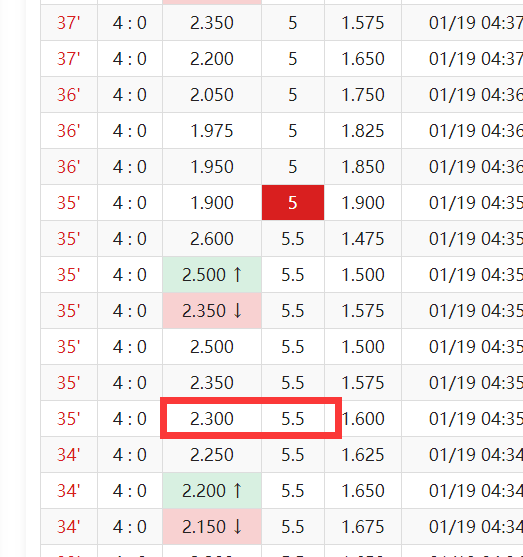 37' 4 : 0 2.350 5 1.575 01/19 04:37
37' 4 : 0 2.200 5 1.650 01/19 04:37
36' 4 : 0 2.050 5 1.750 01/19 04:36
36' 4 : 0 1.975 5 1.825 01/19 04:36
36' 4 : 0 1.950 5 1.850 01/19 04:36
35' 4 : 0 1.900 5 1.900 01/19 04:35
35' 4 : 0 2.600 5.5 1.475 01/19 04:35
35' 4 : 0 2.500 ↑ 5.5 1.500 01/19 04:35
35' 4 : 0 2.350 ↓ 5.5 1.575 01/19 04:35
35' 4 : 0 2.500 5.5 1.500 01/19 04:35
35' 4 : 0 2.350 5.5 1.575 01/19 04:35
35' 4 : 0 2.300 5.5 1.600 01/19 04:35
34' 4 : 0 2.250 5.5 1.625 01/19 04:34
34' 4 : 0 2.200 ↑ 5.5 1.650 01/19 04:34
34' 4 : 0 2.150 ↓ 5.5 1.675 01/19 04:34